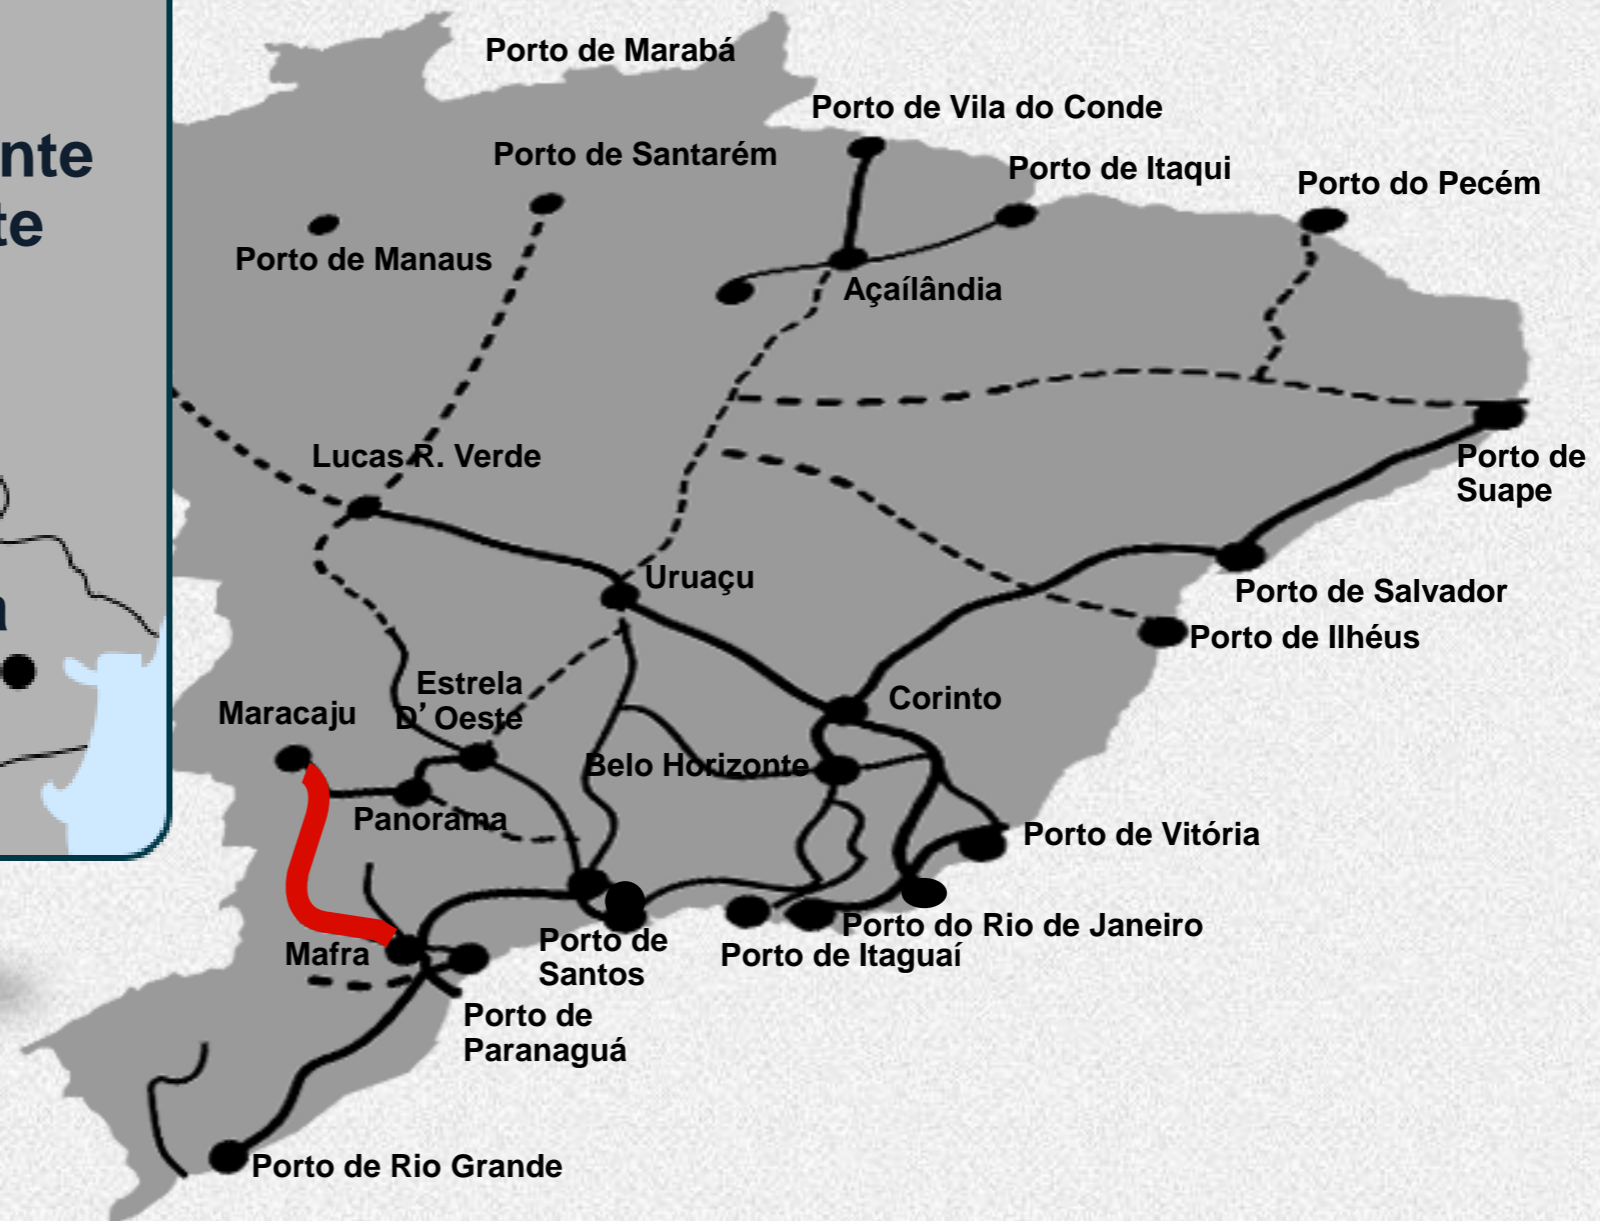 Porto de Marabá
Porto de Vila do Conde
nte
Porto de Santarém
Porto de Itaqui
Porto do Pecém
te
Porto de Manaus
Açaílândia
Lucas R. Verde
Porto de
Suape
Uruaçu
Porto de Salvador
a
Porto de Ilhéus
Estrela
D’ Oeste
Corinto
Maracaju
Belo Horizonte
Panorama
Porto de Vitória
Porto do Rio de Janeiro
Porto de
Santos
Mafra
Porto de Itaguaí
Porto de
Paranaguá
Porto de Rio Grande